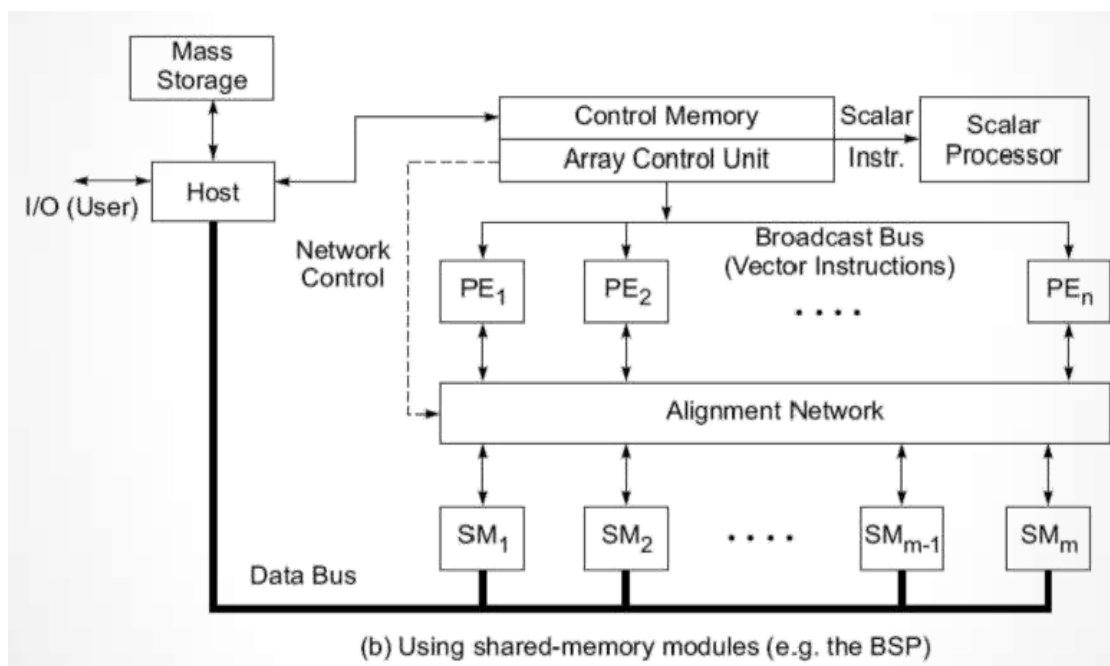 Mass
Storage
Control Memory
Scalar
Scalar
Processor
Array Control Unit
Instr.
Host
I/O (User)
Network
Control
Broadcast Bus
(Vector Instructions)
PE1
PE2
. . . .
PEn
Alignment Network
SM1
SM2
. . . .
SMm-1
SMm
Data Bus
(b) Using shared-memory modules (e.g. the BSP)